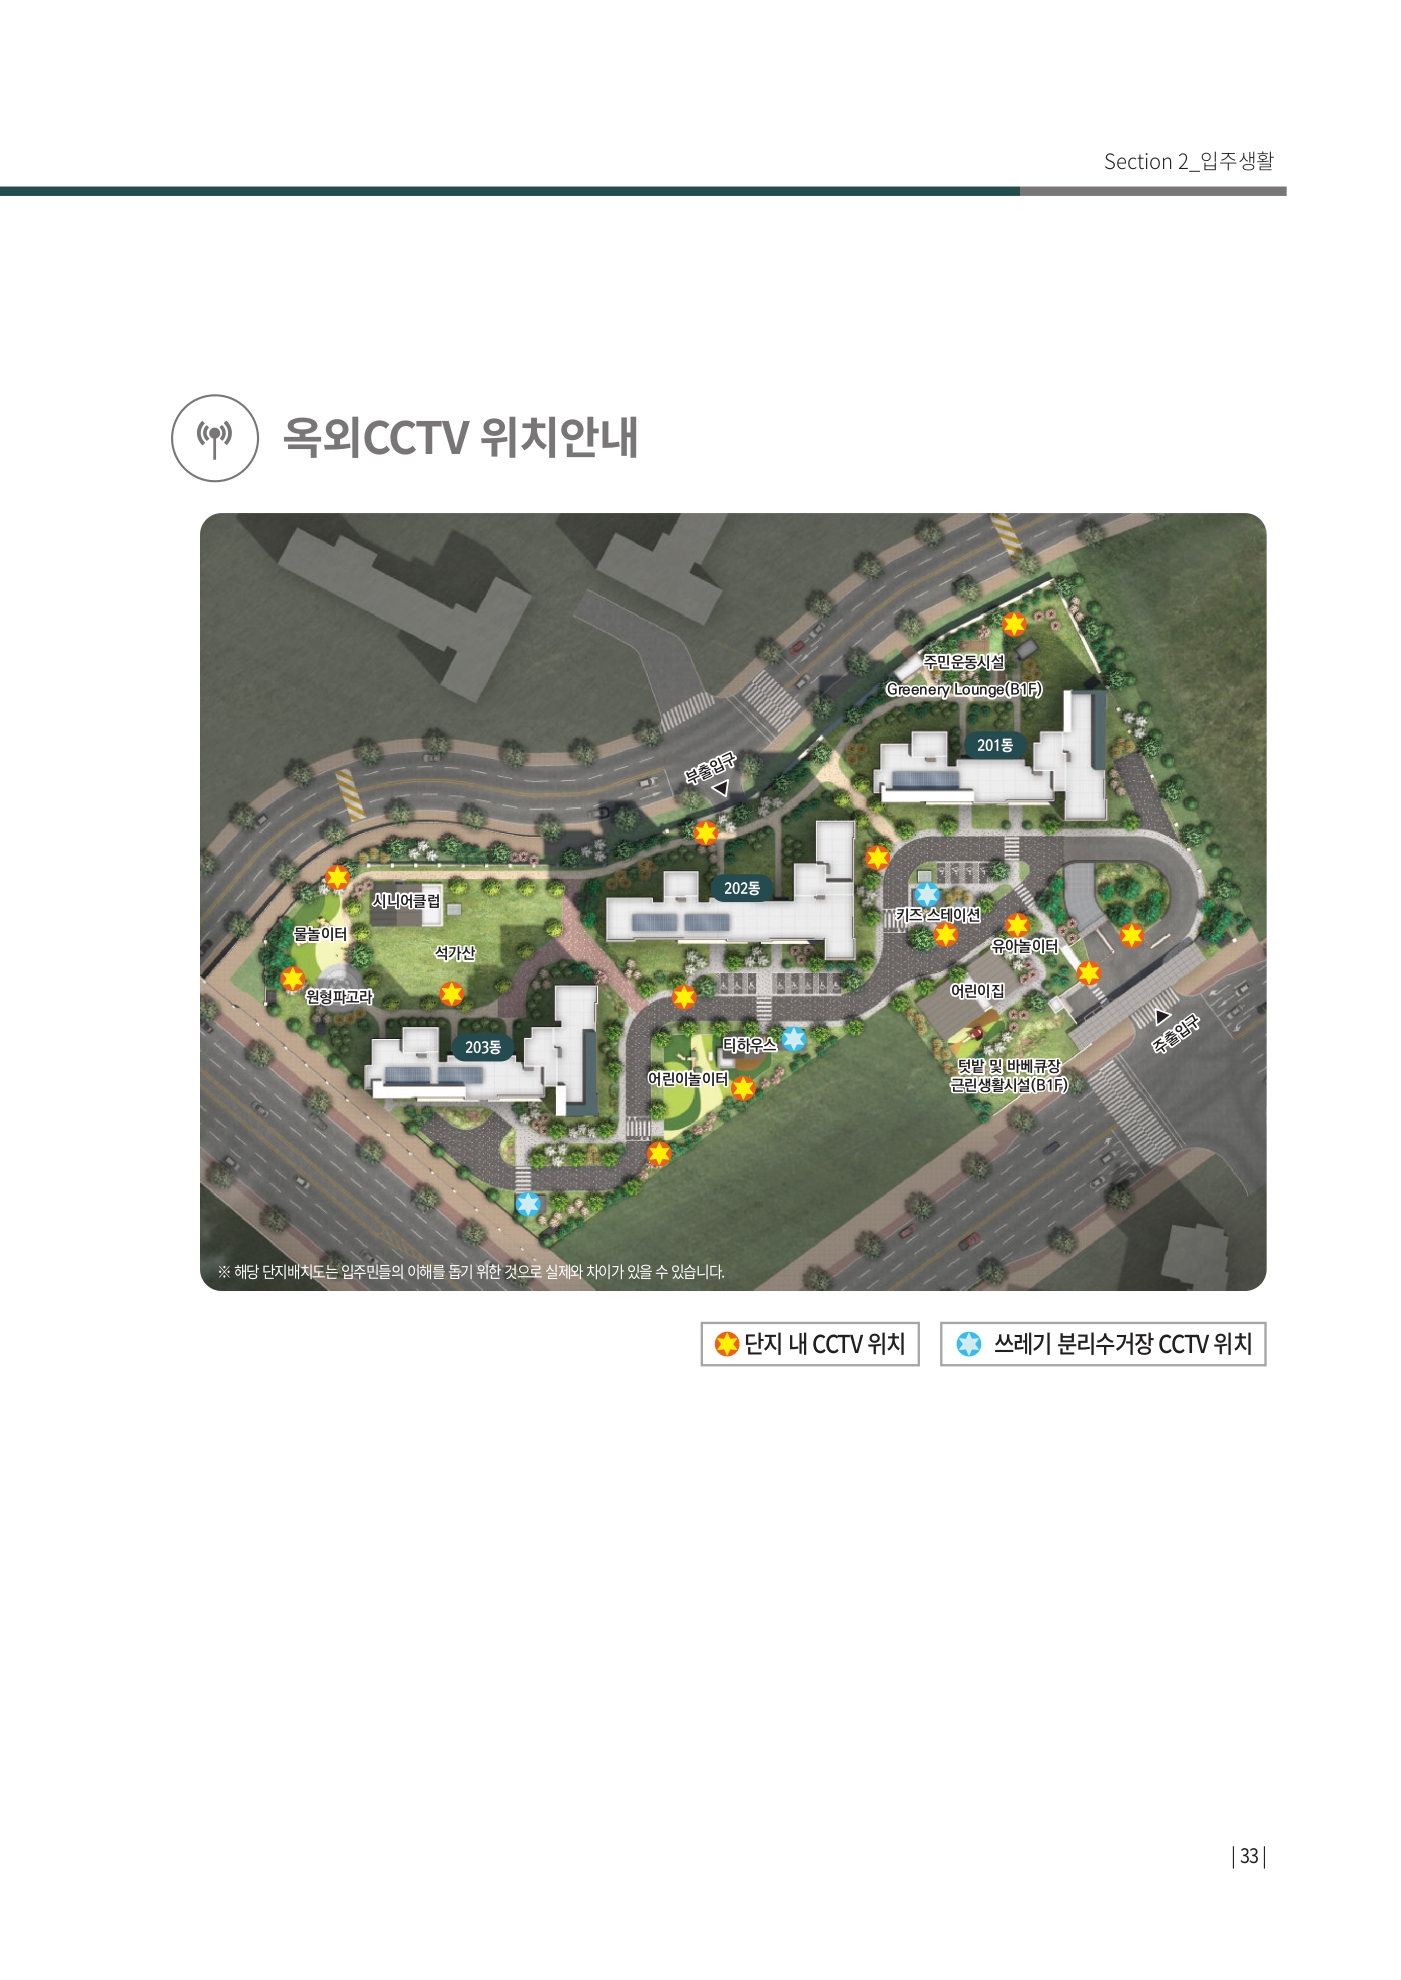 Section 2_입주생활
옥외CCTV 위치안내
주민운동시설
Greenery Lounge(B1F)
201동
부출입구
202동
시니어클럽
키즈 스테이션
물놀이터
유아놀이터
석가산
원형파고라
어린이집
주출입구
203동
티하우스
어린이놀이터
텃밭 및 바베큐장
근린생활시설(B1F)
※ 해당 단지배치도는 입주민들의 이해를 돕기 위한 것으로 실제와 차이가 있을 수 있습니다.
단지 내 CCTV 위치
쓰레기 분리수거장 CCTV 위치
| 33 |